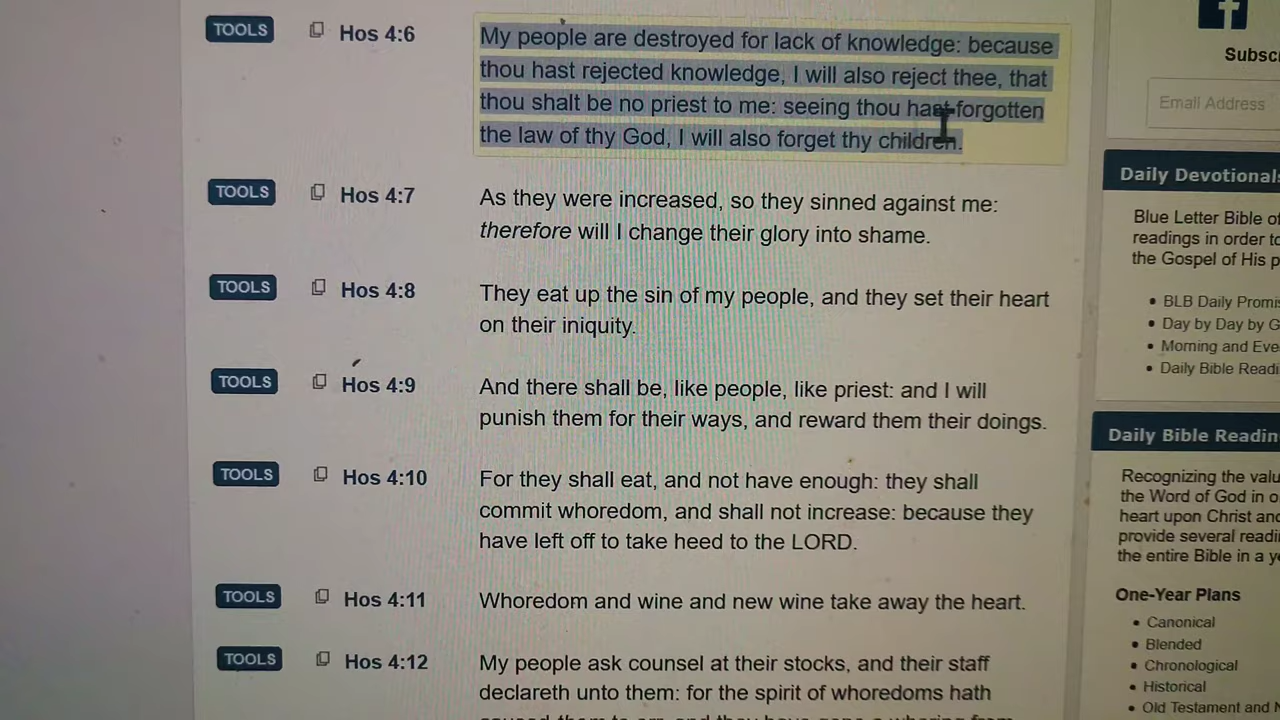 TOOLS Hos 4:6 My people are destroyed for lack of knowledge: because
thou hast rejected knowledge, I will also reject thee, that
thou shalt be no priest to me: seeing thou hast forgotten
the law of thy God, I will also forget thy children.
TOOLS Hos 4:7 As they were increased, so they sinned against me:
therefore will I change their glory into shame.
TOOLS Hos 4:8 They eat up the sin of my people, and they set their heart
on their iniquity.
TOOLS Hos 4:9 And there shall be, like people, like priest: and I will
punish them for their ways, and reward them their doings.
TOOLS Hos 4:10 For they shall eat, and not have enough: they shall
commit whoredom, and shall not increase: because they
have left off to take heed to the LORD.
TOOLS Hos 4:11 Whoredom and wine and new wine take away the heart.
TOOLS Hos 4:12 My people ask counsel at their stocks, and their staff
declareth unto them: for the spirit of whoredoms hath
Email Address
Daily Devotionals
Blue Letter Bible
readings in order
the Gospel of His
BLB Daily
Day by Day by
Morning and
Daily Bible
Daily Bible
Recognizing the
the Word of God in
heart upon Christ and
provide several
the entire Bible in a
One-Year Plans
Canonical
Blended
Chronological
Historical
Old Testament and